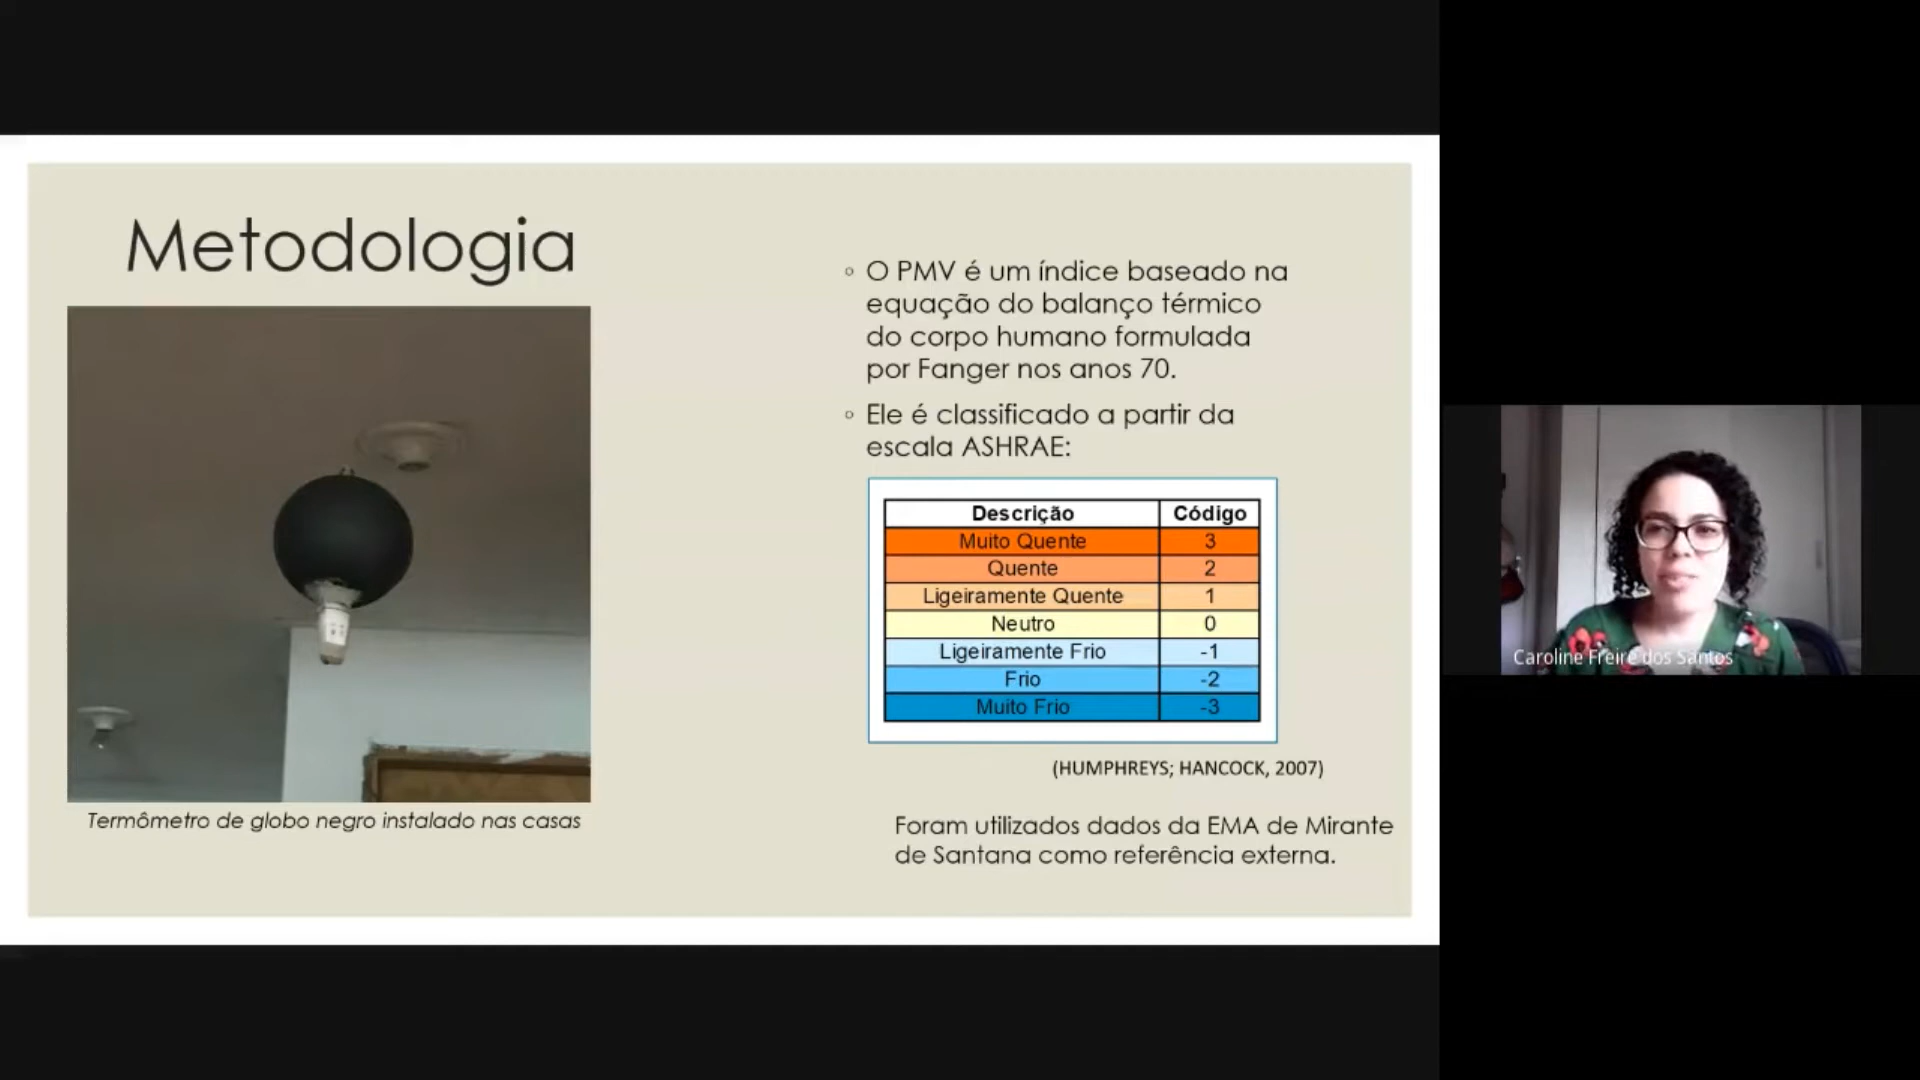 Metodologia
Termômetro de globo negro instalado nas casas
◦ O PMV é um índice baseado na
equação do balanço térmico
do corpo humano formulada
por Fanger nos anos 70.
◦ Ele é classificado a partir da
escala ASHRAE:
Descrição Código
Muito Quente 3
Quente 2
Ligeiramente Quente 1
Neutro 0
Ligeiramente Frio -1
Frio -2
Muito Frio -3
(HUMPHREYS; HANCOCK, 2007)
Foram utilizados dados da EMA de Mirante
de Santana como referência externa.
Caroline Freire dos Santos